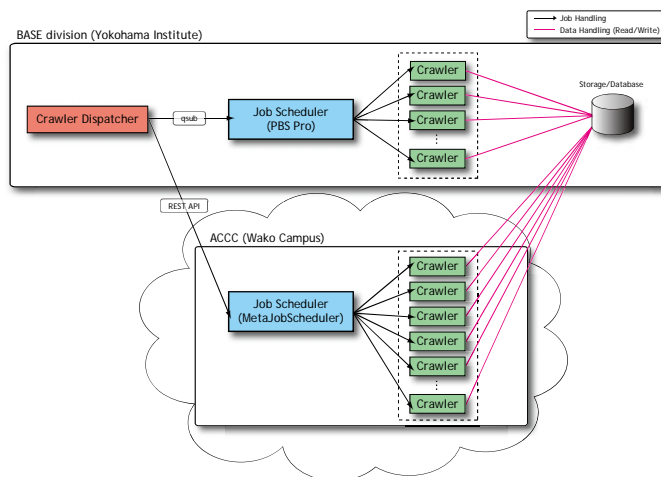 Job Handling
Data Handling (Read/Write)
BASE division (Yokohama Institute)
Crawler Dispatcher
qsub
Job Scheduler
(PBS Pro)
Crawler
Crawler
Crawler
Crawler
Storage/Database
REST API
ACCC (Wako Campus)
Job Scheduler
(MetaJobScheduler)
Crawler
Crawler
Crawler
Crawler
Crawler
Crawler